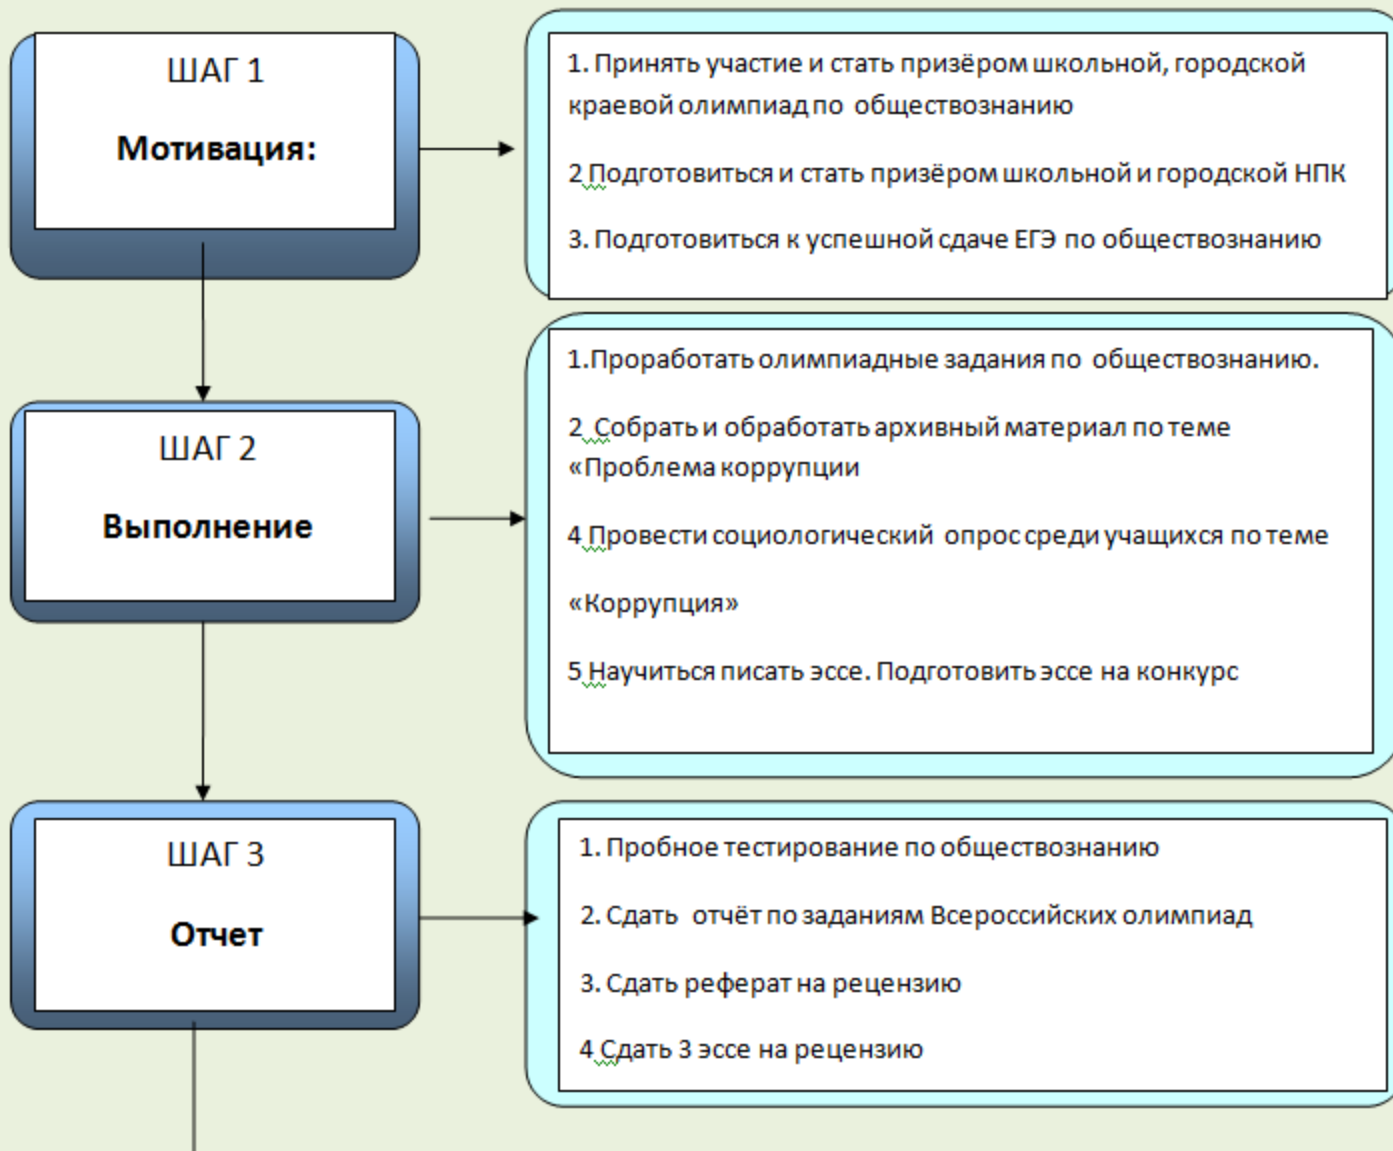 ШАГ 1
Мотивация:
1. Принять участие и стать призёром школьной, городской
краевой олимпиад по обществознанию
2 Подготовиться и стать призёром школьной и городской НПК
3. Подготовиться к успешной сдаче ЕГЭ по обществознанию
ШАГ 2
Выполнение
1.Проработать олимпиадные задания по обществознанию.
2 Собрать и обработать архивный материал по теме
«Проблема коррупции
4 Провести социологический опрос среди учащихся по теме
«Коррупция»
5 Научиться писать эссе. Подготовить эссе на конкурс
ШАГ 3
Отчет
1. Пробное тестирование по обществознанию
2. Сдать отчёт по заданиям Всероссийских олимпиад
3. Сдать реферат на рецензию
4 Сдать 3 эссе на рецензию